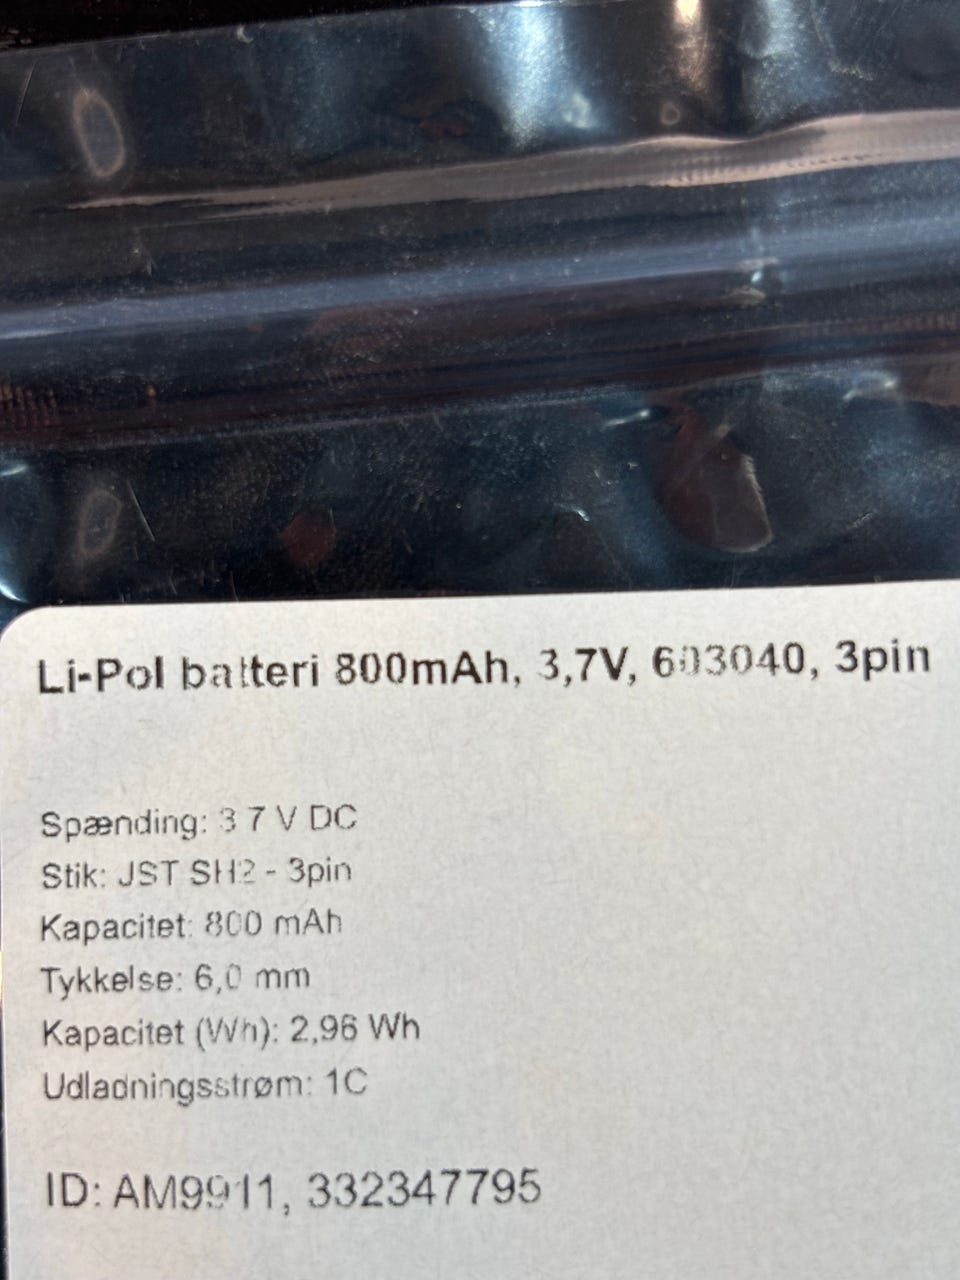 Li-Pol batteri 800mAh, 3,7V, 603040, 3pin
Spænding: 3 7 V DC
Stik: JST SH2 - 3pin
Kapacitet: 800 mAh
Tykkelse: 6,0 mm
Kapacitet (Wh): 2,96 Wh
Udladningsstrøm: 1C
ID: AM9911, 332347795